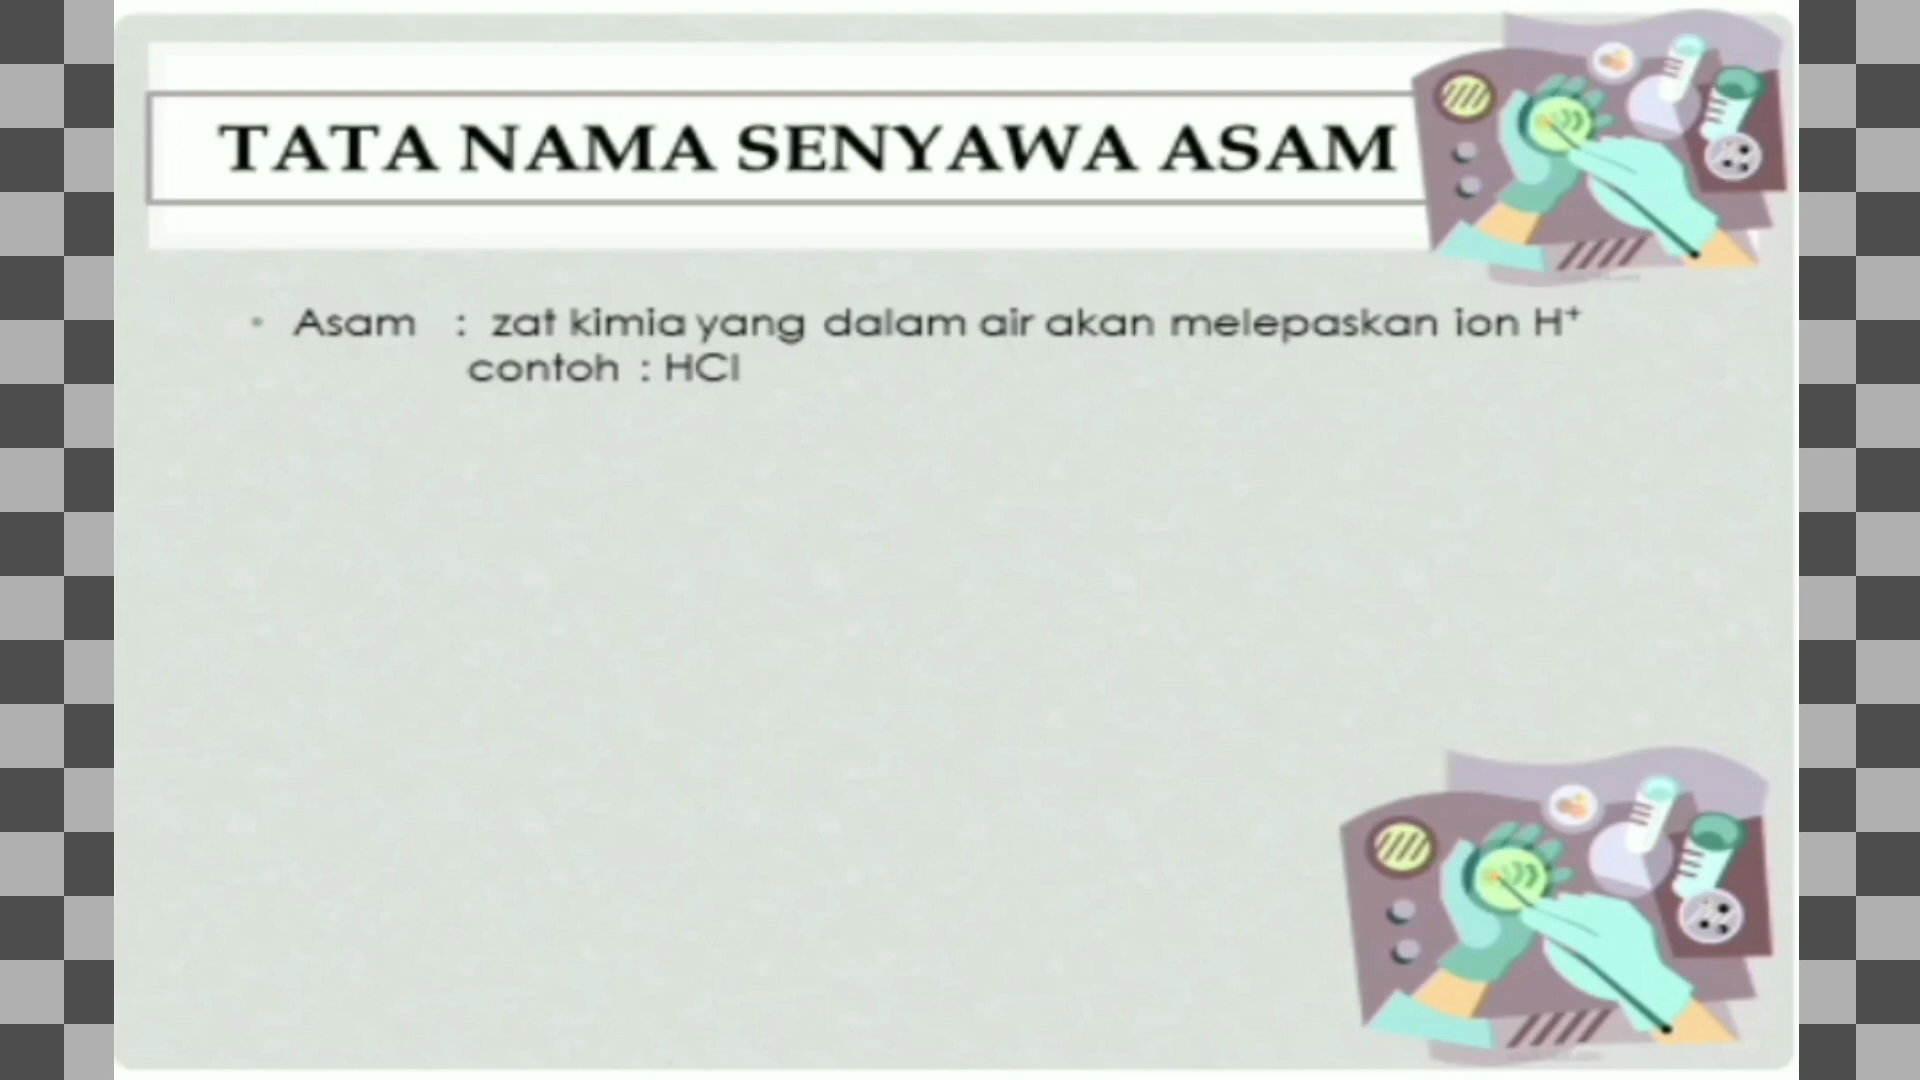 TATA NAMA SENYAWA ASAM
• Asam : zat kimia yang dalam air akan melepaskan ion H⁺
contoh : HCl